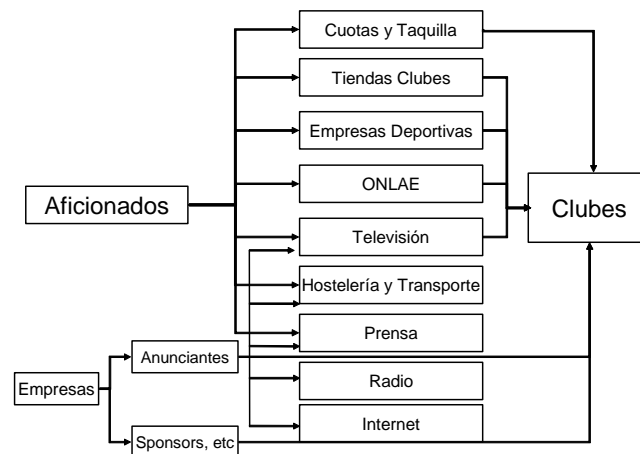 Cuotas y Taquilla
Tiendas Clubes
Empresas Deportivas
ONLAE
Aficionados
Clubes
Televisión
Hostelería y Transporte
Prensa
Anunciantes
Empresas
Radio
Internet
Sponsors, etc